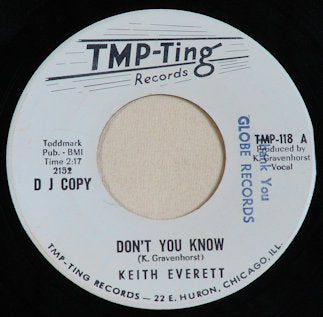 TMP-Ting
Records
Toddmark
Pub. - BMI
Time 2:17
2152
D J COPY
TMP-118 A
Produced by
K. Gravenhorst
Vocal
Thank You
GLOBE RECORDS
DON'T YOU KNOW
(K. Gravenhorst)
KEITH EVERETT
TMP-TING RECORDS — 22 E. HURON, CHICAGO, ILL.